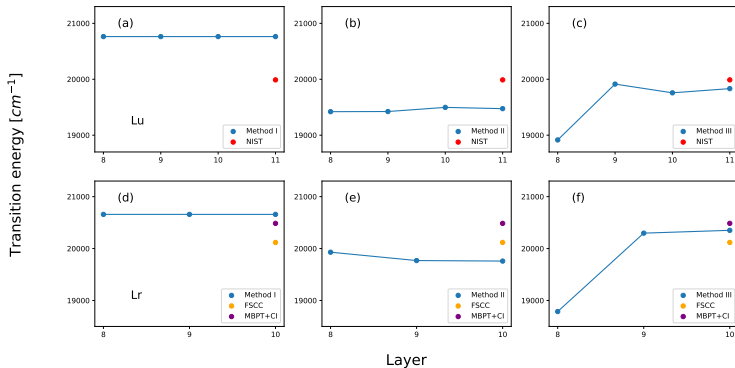 (a)
21000
20000
19000
Lu
Method I
NIST
8 9 10 11
(b)
21000
20000
19000
Method II
NIST
8 9 10 11
(c)
21000
20000
19000
Method III
NIST
8 9 10 11
Transition energy [cm⁻¹]
(d)
21000
20000
19000
Lr
Method I
FSCC
MBPT+CI
8 9 10
(e)
21000
20000
19000
Method II
FSCC
MBPT+CI
8 9 10
(f)
21000
20000
19000
Method III
FSCC
MBPT+CI
8 9 10
Layer